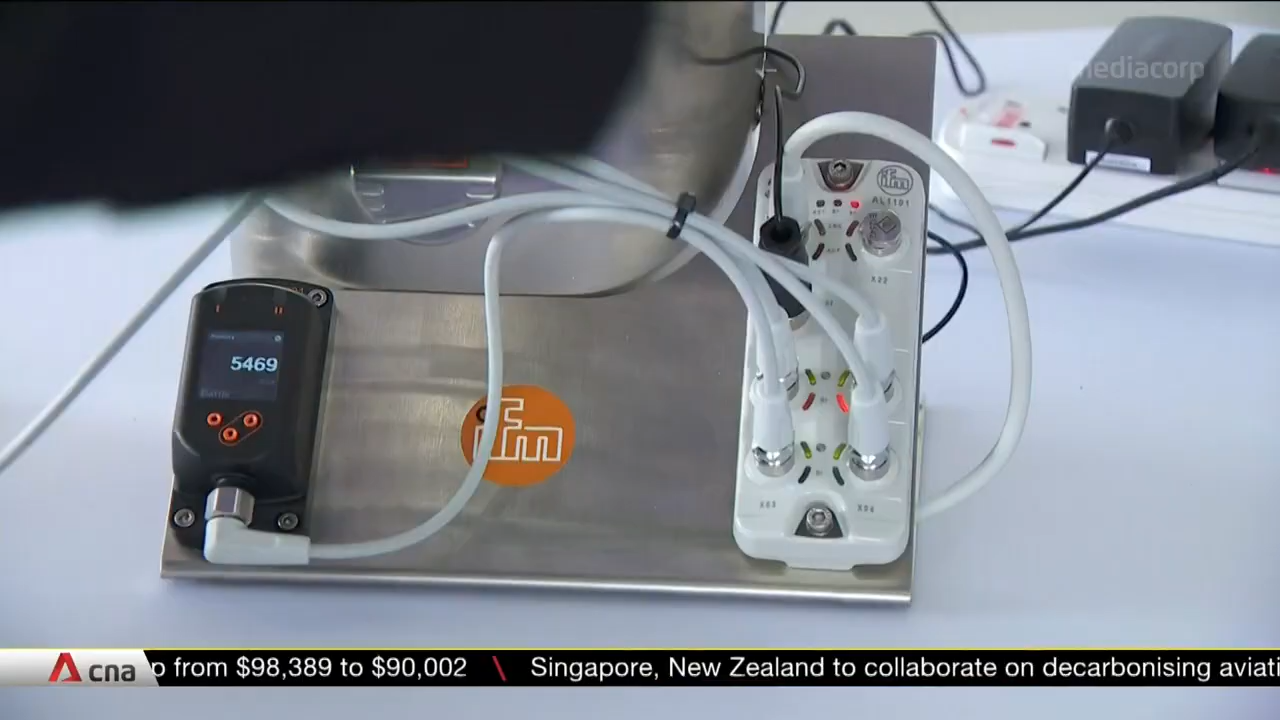 mediacorp
ifm
AL1101
X22
5469
ifm
X03
X04
cna
p from $98,389 to $90,002 \ Singapore, New Zealand to collaborate on decarbonising aviati